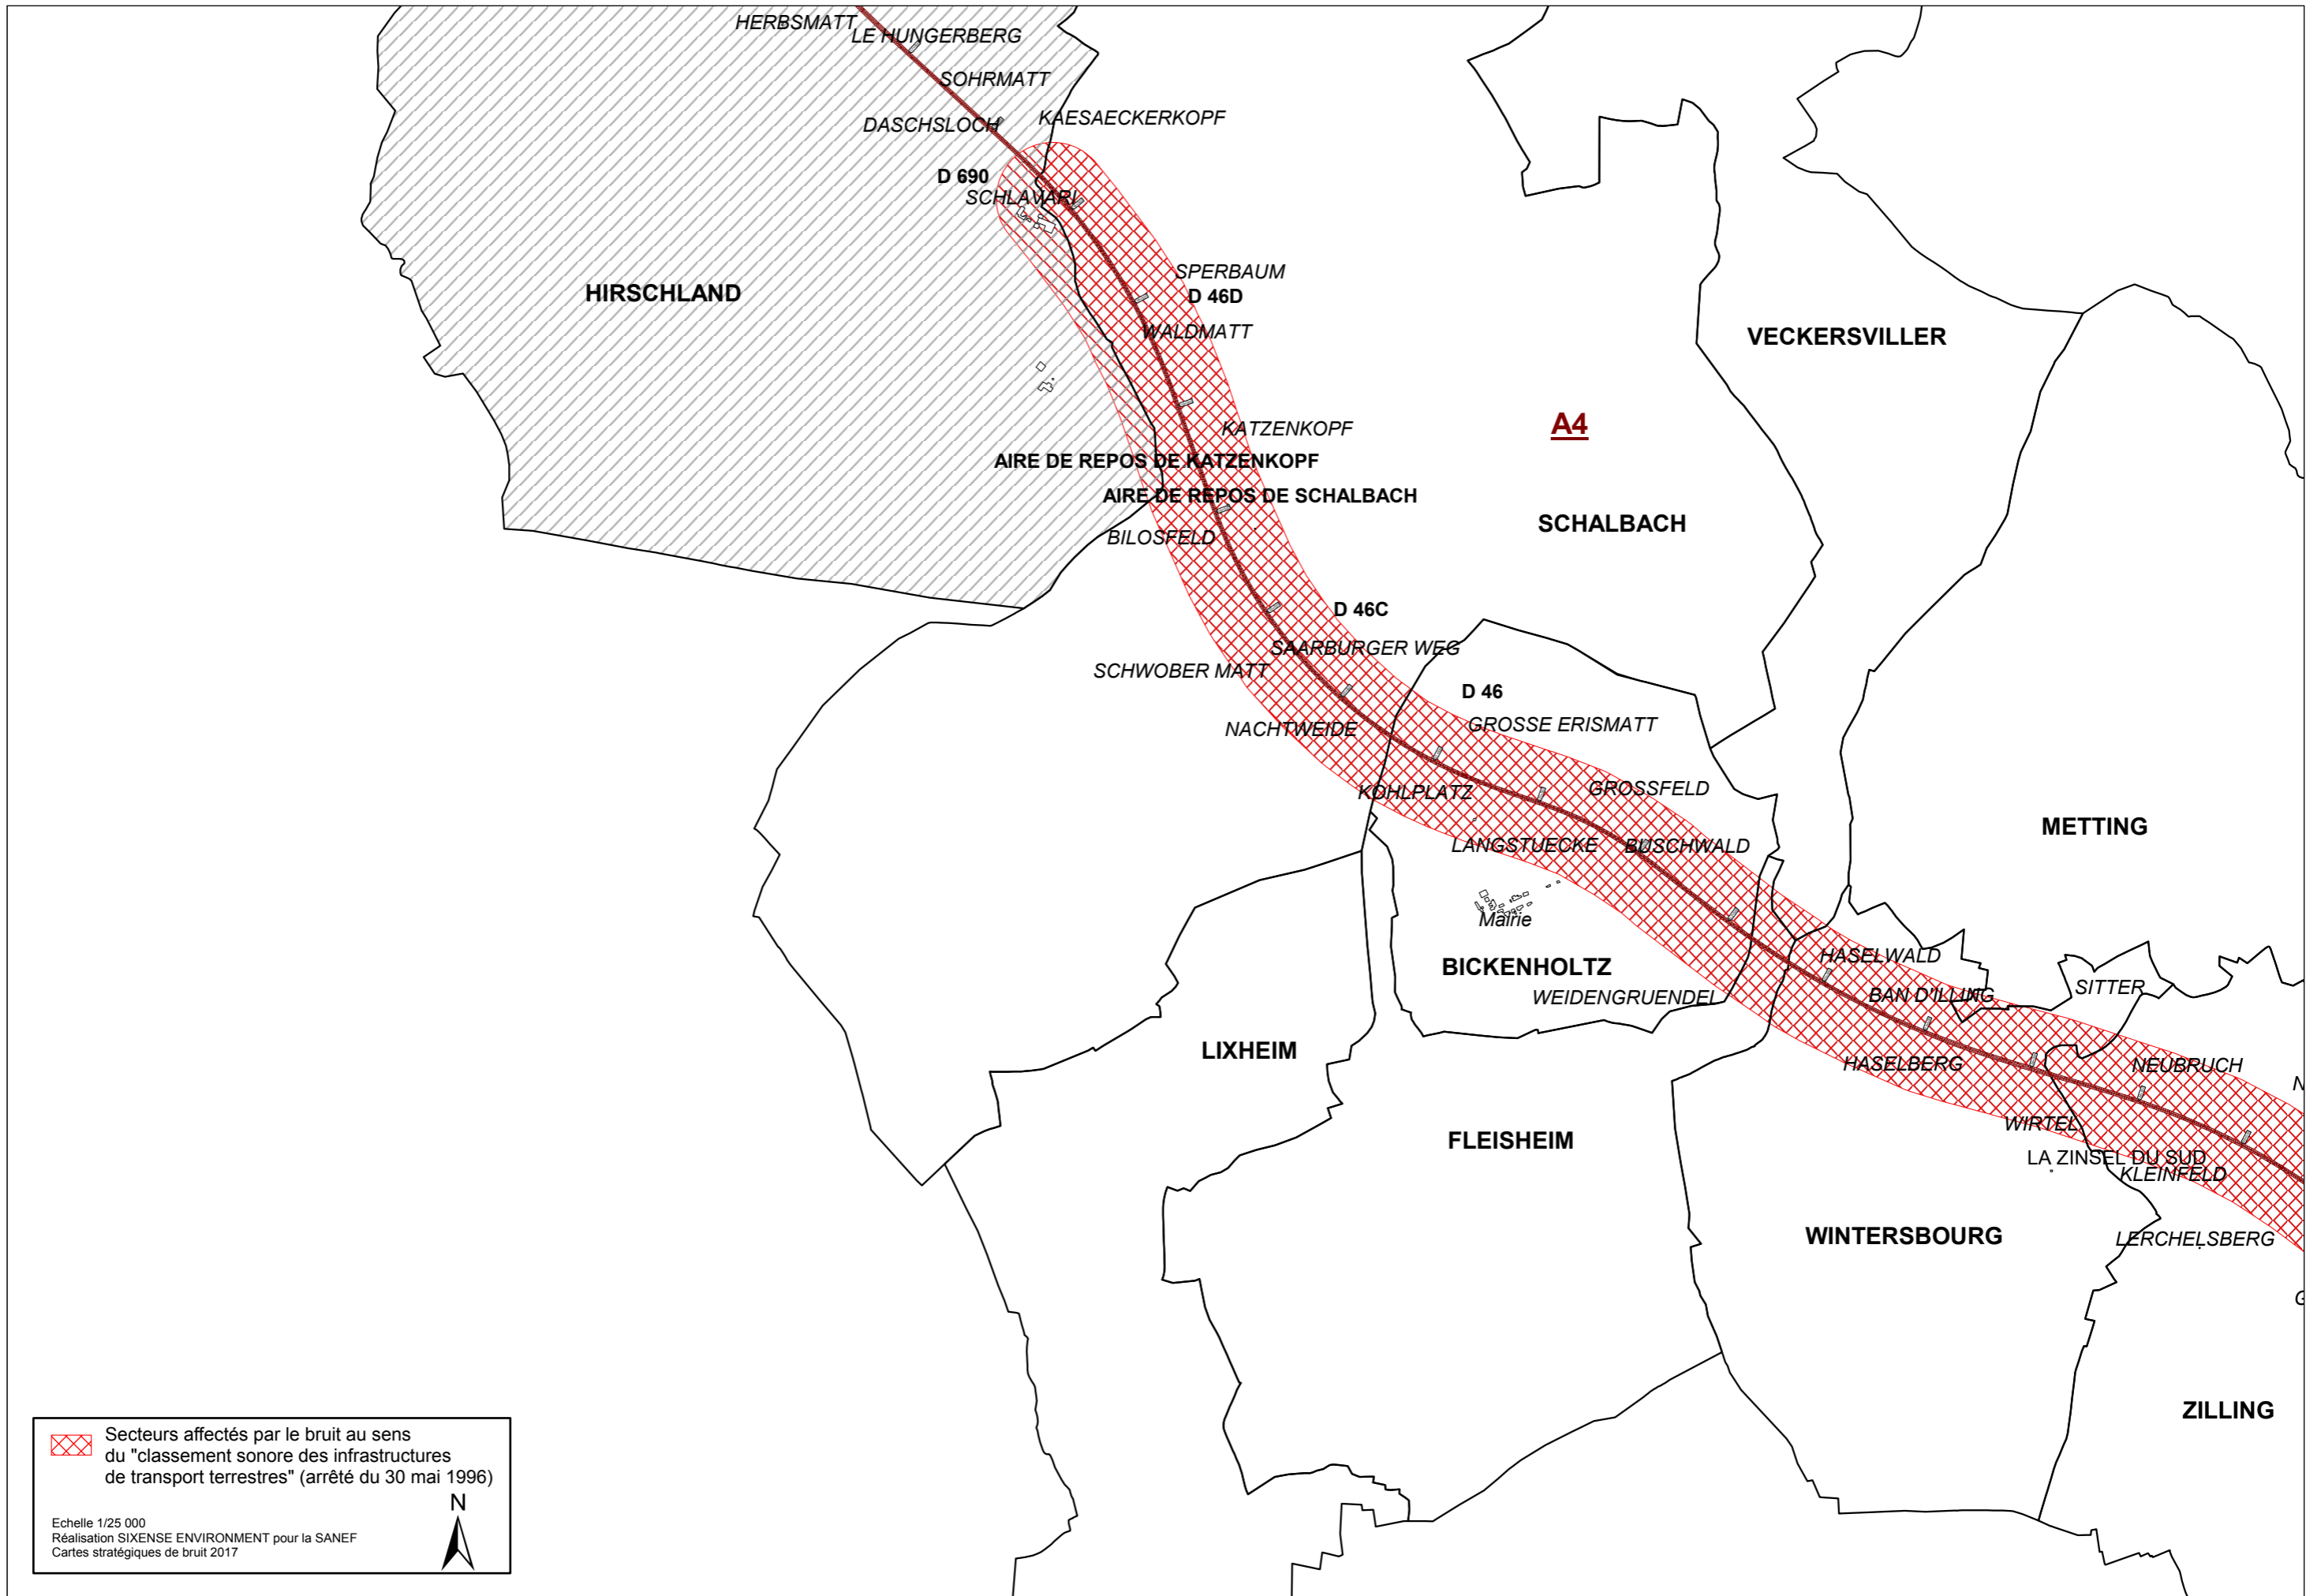 HERBSMATT
LE HUNGERBERG
SOHRMATT
DASCHSLOCH
KAESAECKERKOPF
D 690
SCHLAVARI
SPERBAUM
HIRSCHLAND
D 46D
WALDMATT
VECKERSVILLER
A4
KATZENKOPF
AIRE DE REPOS DE KATZENKOPF
AIRE DE REPOS DE SCHALBACH
SCHALBACH
BILOSFELD
D 46C
SAARBURGER WEG
SCHWOBER MATT
D 46
GROSSE ERISMATT
NACHTWEIDE
GROSSFELD
KOHLPLATZ
METTING
LANGSTUECKE
BUSCHWALD
Mairie
HASELWALD
BICKENHOLTZ
SITTER
WEIDENGRUENDEL
BAN D'ILLING
LIXHEIM
HASELBERG
NEUBRUCH
N
WIRTEL
FLEISHEIM
LA ZINSEL DU SUD
KLEINFELD
WINTERSBOURG
LERCHELSBERG
G
ZILLING
Secteurs affectés par le bruit au sens
du "classement sonore des infrastructures
de transport terrestres" (arrêté du 30 mai 1996)
N
Echelle 1/25 000
Réalisation SIXENSE ENVIRONMENT pour la SANEF
Cartes stratégiques de bruit 2017